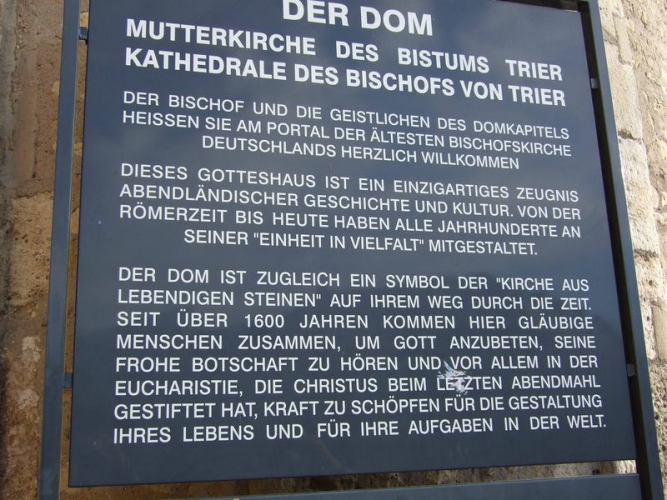 DER DOM
MUTTERKIRCHE DES BISTUMS TRIER
KATHEDRALE DES BISCHOFS VON TRIER
DER BISCHOF UND DIE GEISTLICHEN DES DOMKAPITELS
HEISSEN SIE AM PORTAL DER ÄLTESTEN BISCHOFSKIRCHE
DEUTSCHLANDS HERZLICH WILLKOMMEN
DIESES GOTTESHAUS IST EIN EINZIGARTIGES ZEUGNIS
ABENDLÄNDISCHER GESCHICHTE UND KULTUR. VON DER
RÖMERZEIT BIS HEUTE HABEN ALLE JAHRHUNDERTE AN
SEINER "EINHEIT IN VIELFALT" MITGESTALTET.
DER DOM IST ZUGLEICH EIN SYMBOL DER "KIRCHE AUS
LEBENDIGEN STEINEN" AUF IHREM WEG DURCH DIE ZEIT.
SEIT ÜBER 1600 JAHREN KOMMEN HIER GLÄUBIGE
MENSCHEN ZUSAMMEN, UM GOTT ANZUBETEN, SEINE
FROHE BOTSCHAFT ZU HÖREN UND VOR ALLEM IN DER
EUCHARISTIE, DIE CHRISTUS BEIM LETZTEN ABENDMAHL
GESTIFTET HAT, KRAFT ZU SCHÖPFEN FÜR DIE GESTALTUNG
IHRES LEBENS UND FÜR IHRE AUFGABEN IN DER WELT.